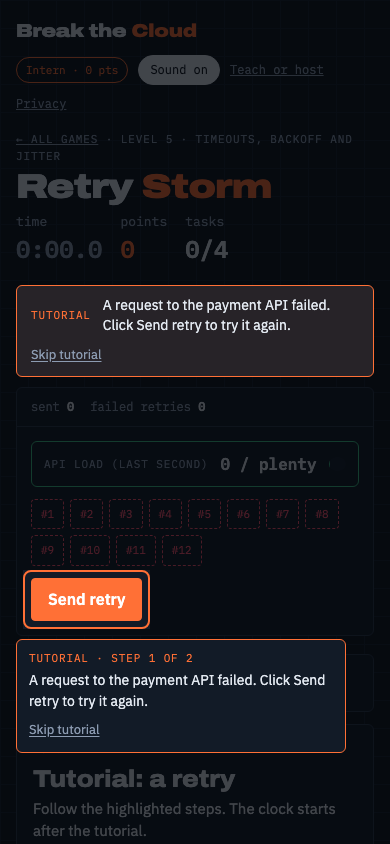 Break the Cloud
Intern · 0 pts
Sound on
Teach or host
Privacy
← ALL GAMES · LEVEL 5 · TIMEOUTS, BACKOFF AND
JITTER
Retry Storm
time points tasks
0:00.0 0 0/4
TUTORIAL
A request to the payment API failed.
Click Send retry to try it again.
Skip tutorial
sent 0 failed retries 0
API LOAD (LAST SECOND) 0 / plenty
#1 #2 #3 #4 #5 #6 #7 #8
#9 #10 #11 #12
Send retry
TUTORIAL · STEP 1 OF 2
A request to the payment API failed. Click Send
retry to try it again.
Skip tutorial
Tutorial: a retry
Follow the highlighted steps. The clock starts
after the tutorial.